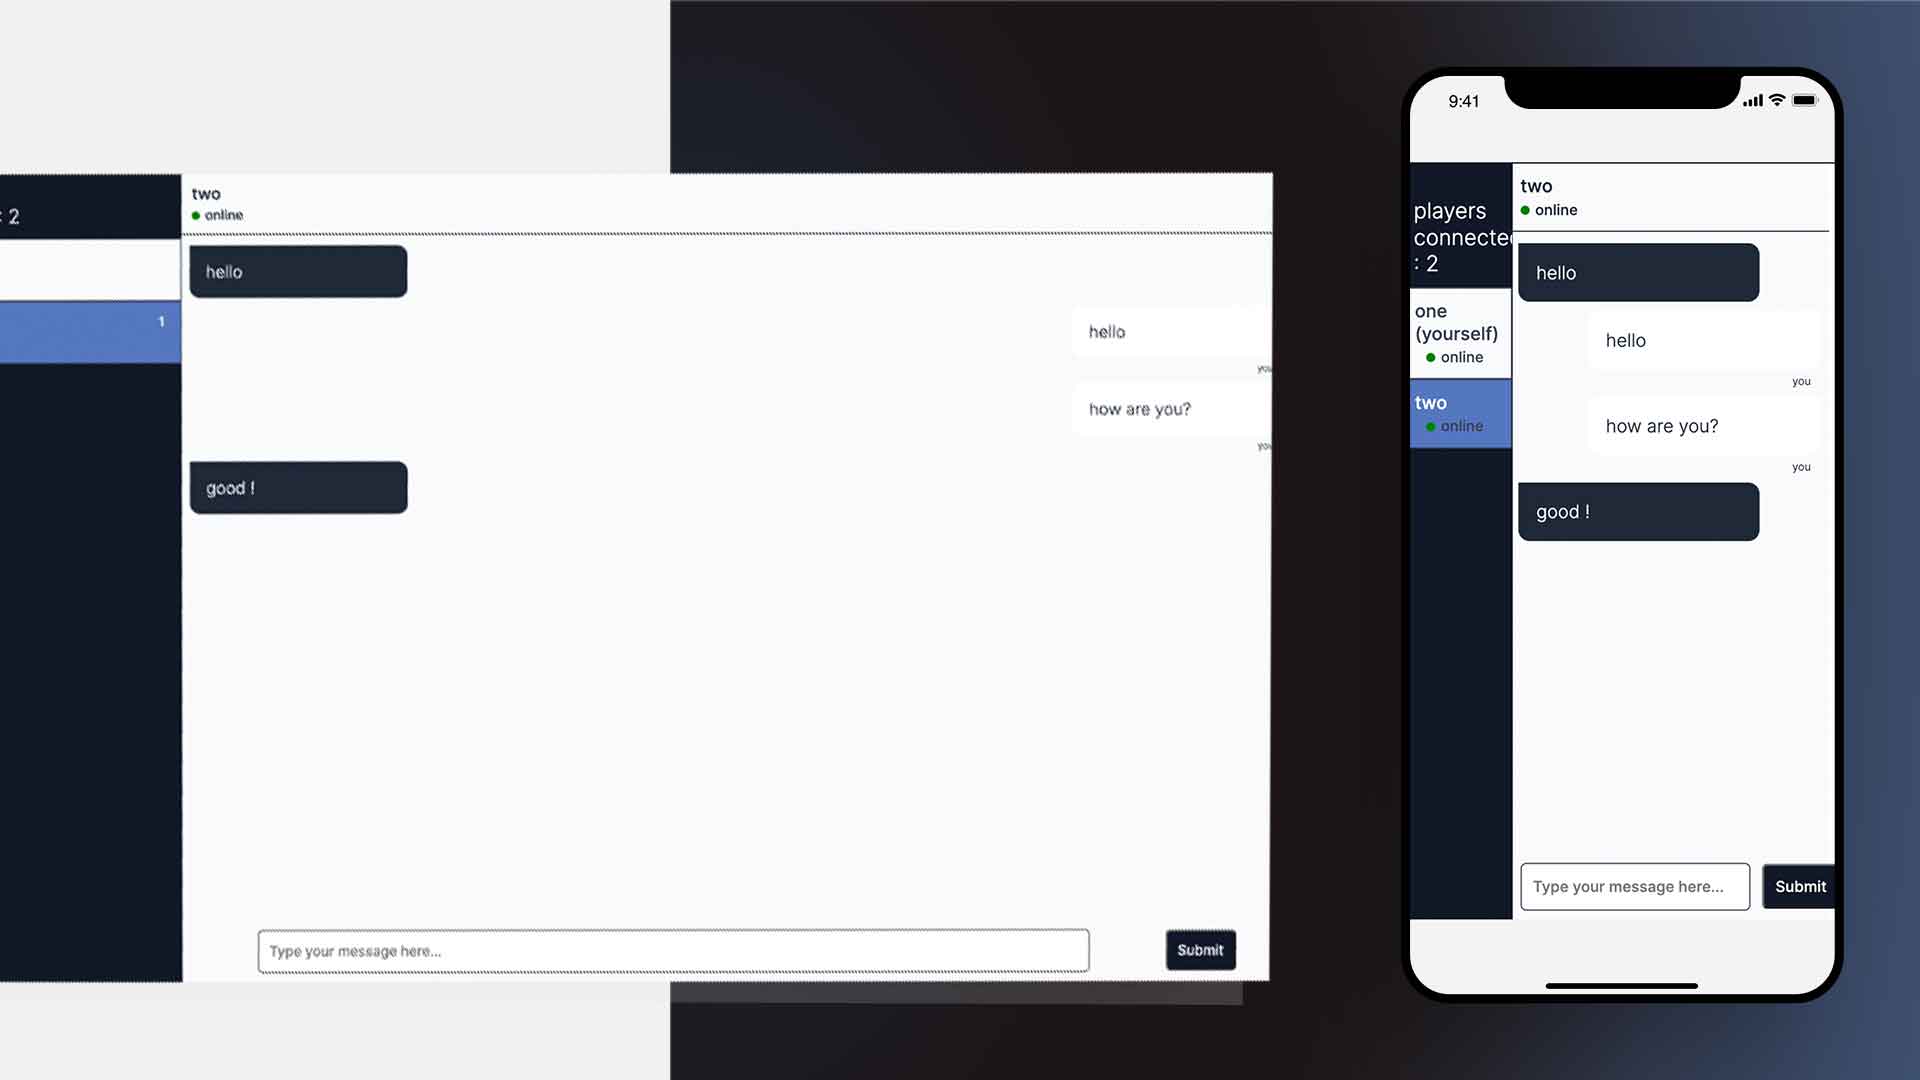 : 2
1
two
online
hello
hello
you
how are you?
you
good !
Type your message here...
Submit
9:41
players
connected
: 2
one
(yourself)
online
two
online
two
online
hello
hello
you
how are you?
you
good !
Type your message here...
Submit